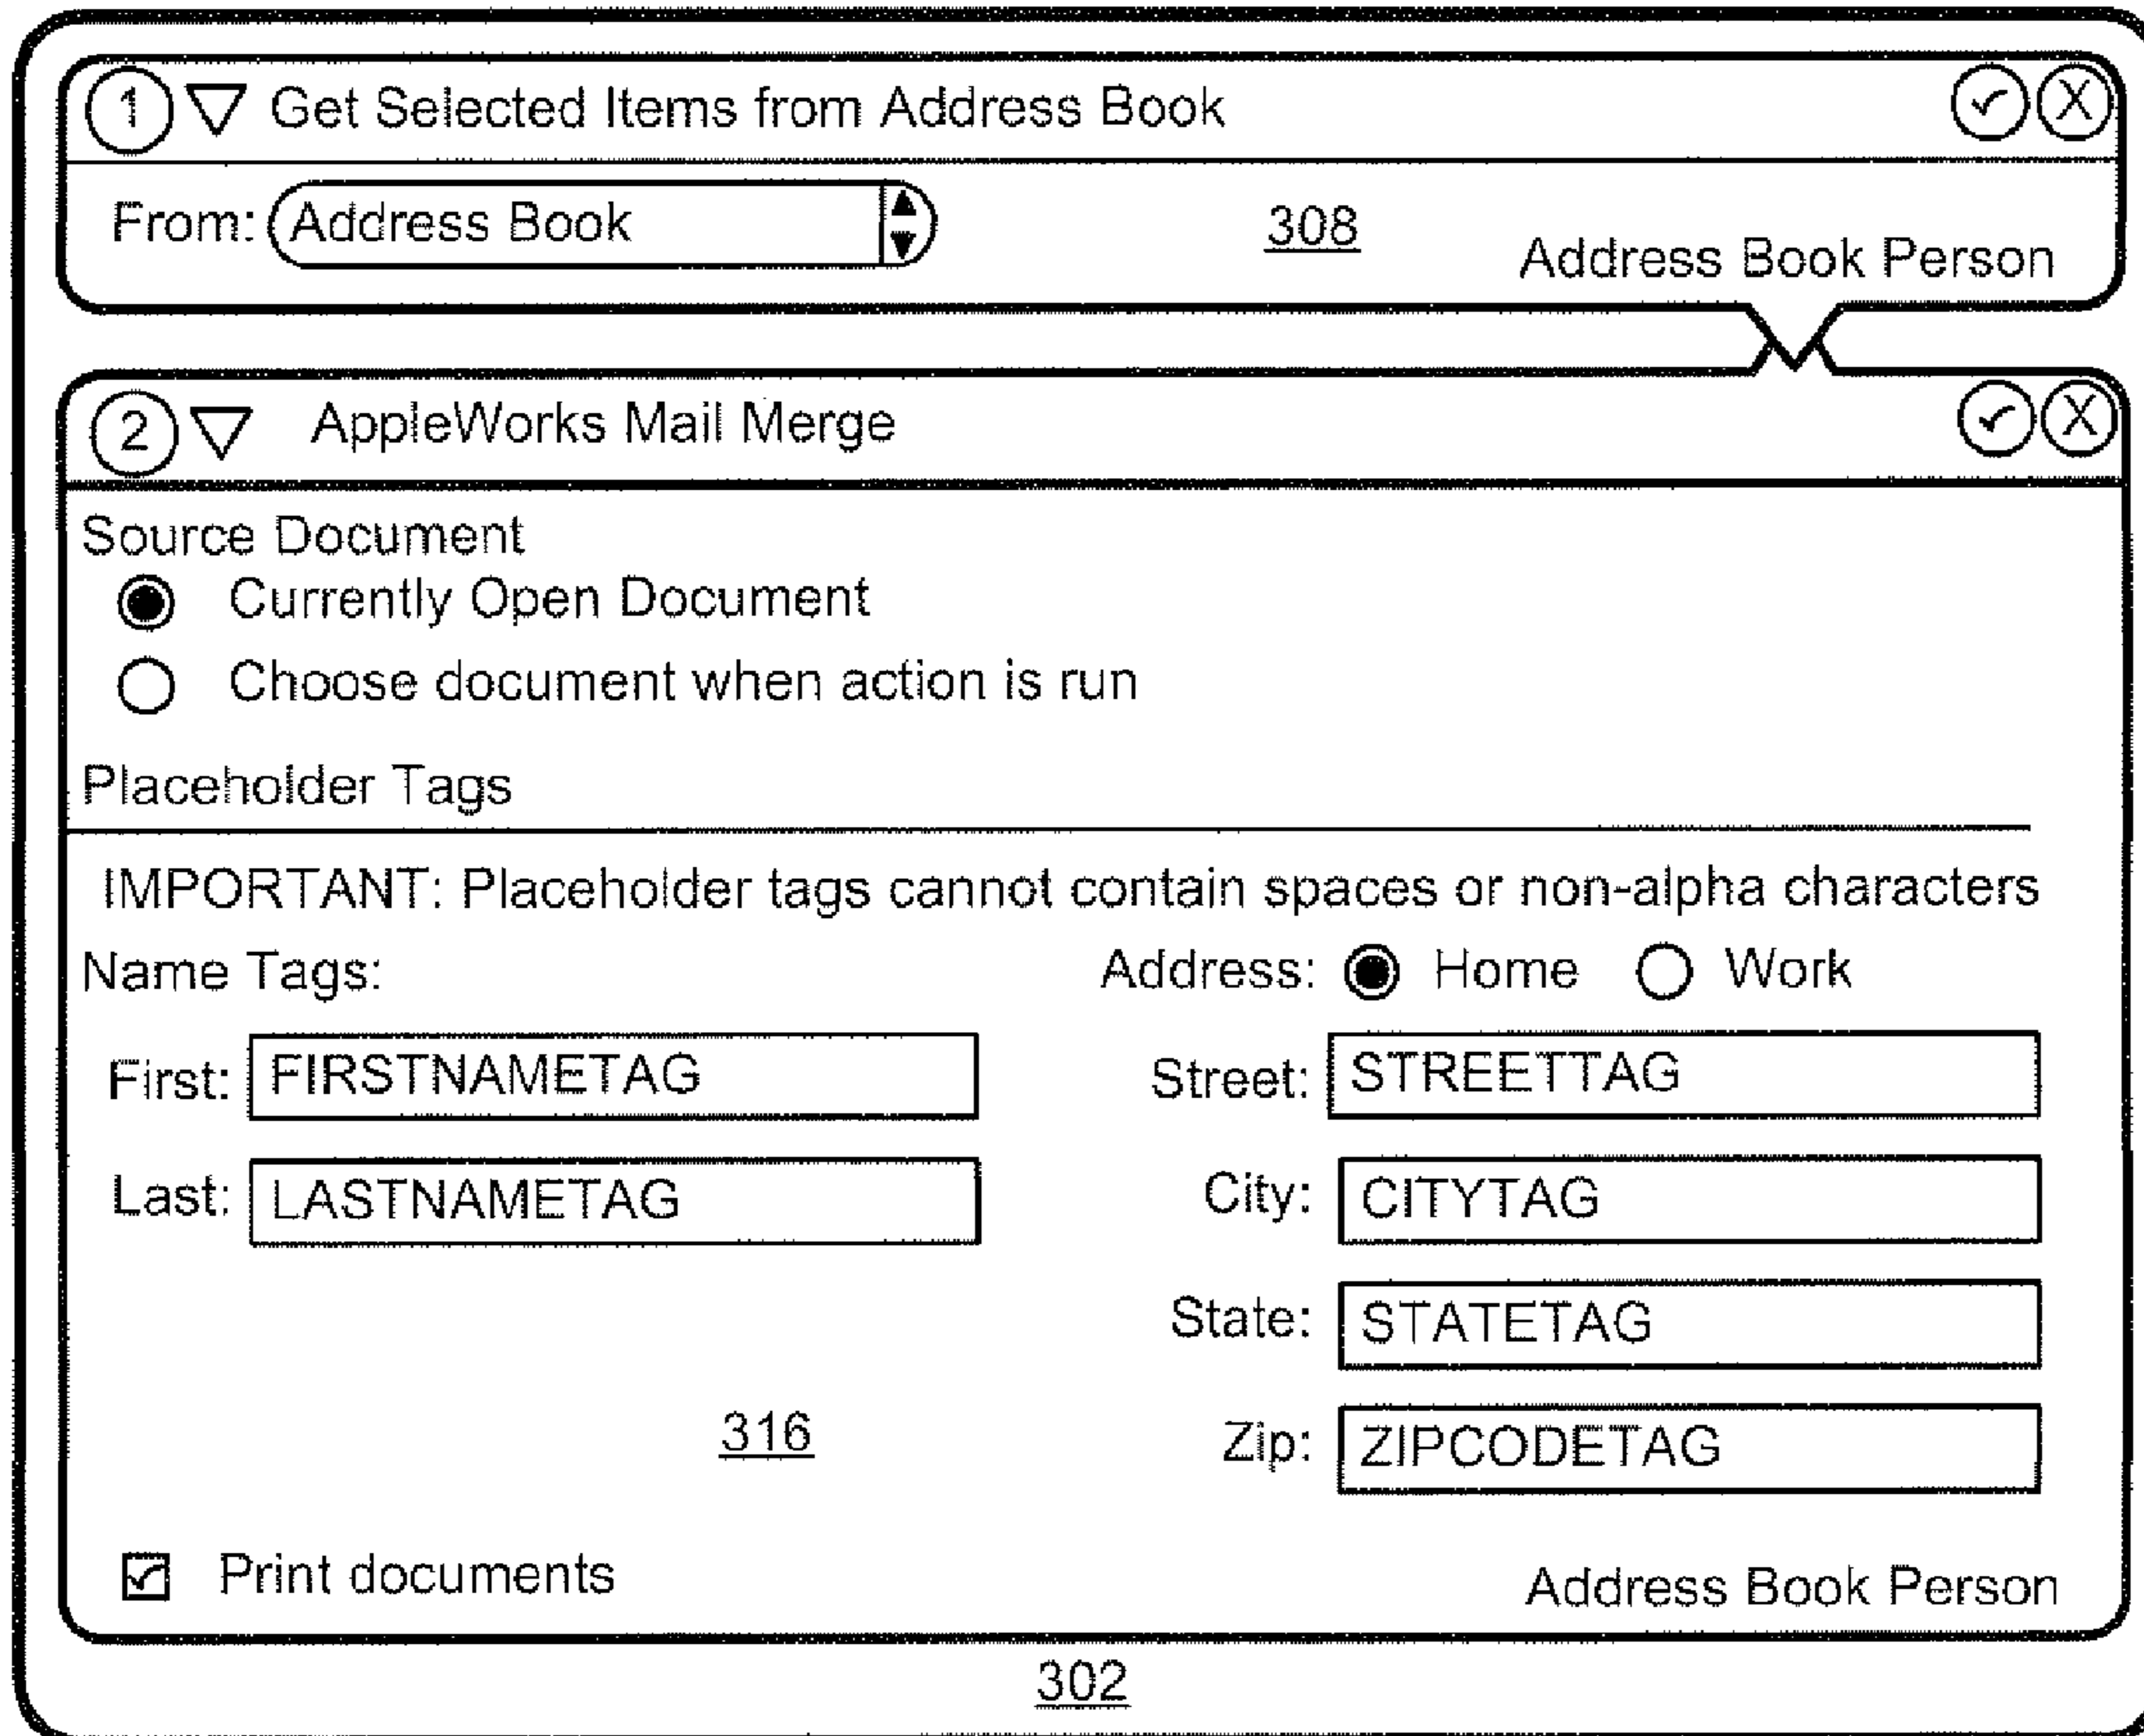 1 Get Selected Items from Address Book X
From: Address Book 308 Address Book Person
2 AppleWorks Mail Merge X
Source Document
Currently Open Document
Choose document when action is run
Placeholder Tags
IMPORTANT: Placeholder tags cannot contain spaces or non-alpha characters
Name Tags: Address: Home Work
First: FIRSTNAMETAG Street: STREETTAG
Last: LASTNAMETAG City: CITYTAG
State: STATETAG
316 Zip: ZIPCODETAG
Print documents Address Book Person
302